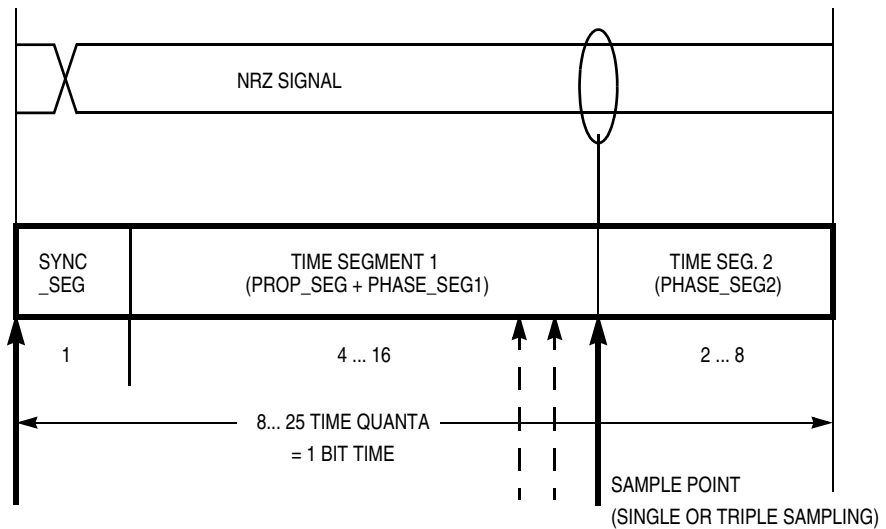 NRZ SIGNAL
SYNC
_SEG
TIME SEGMENT 1
(PROP_SEG + PHASE_SEG1)
TIME SEG. 2
(PHASE_SEG2)
1
4 ... 16
2 ... 8
8... 25 TIME QUANTA
= 1 BIT TIME
SAMPLE POINT
(SINGLE OR TRIPLE SAMPLING)